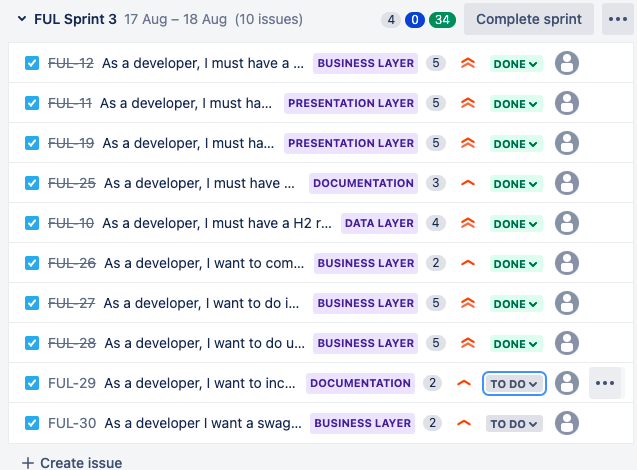 FUL Sprint 3 17 Aug – 18 Aug (10 issues) 4 0 34 Complete sprint
FUL-12 As a developer, I must have a ... BUSINESS LAYER 5 DONE
FUL-11 As a developer, I must ha... PRESENTATION LAYER 5 DONE
FUL-19 As a developer, I must ha... PRESENTATION LAYER 5 DONE
FUL-25 As a developer, I must have ... DOCUMENTATION 3 DONE
FUL-10 As a developer, I must have a H2 r... DATA LAYER 4 DONE
FUL-26 As a developer, I want to com... BUSINESS LAYER 2 DONE
FUL-27 As a developer, I want to do i... BUSINESS LAYER 5 DONE
FUL-28 As a developer, I want to do u... BUSINESS LAYER 5 DONE
FUL-29 As a developer, I want to inc... DOCUMENTATION 2 TO DO
FUL-30 As a developer I want a swag... BUSINESS LAYER 2 TO DO
+ Create issue